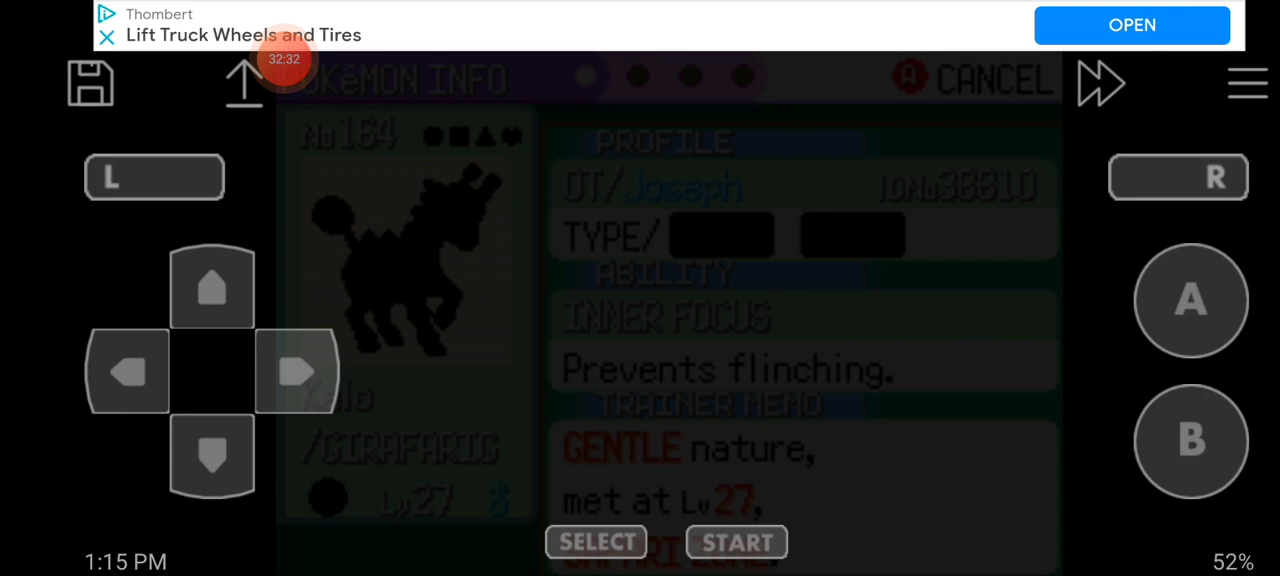 Thombert
Lift Truck Wheels and Tires
OPEN
32:32
POKéMON INFO
A CANCEL
L
R
No164
PROFILE
OT/Joseph
IDNo38810
TYPE/
ABILITY
INNER FOCUS
Prevents flinching.
TRAINER MEMO
/GIRAFARIG
Lv27 ♂
GENTLE nature,
met at Lv27,
SAFARI ZONE.
A
B
SELECT
START
1:15 PM
52%